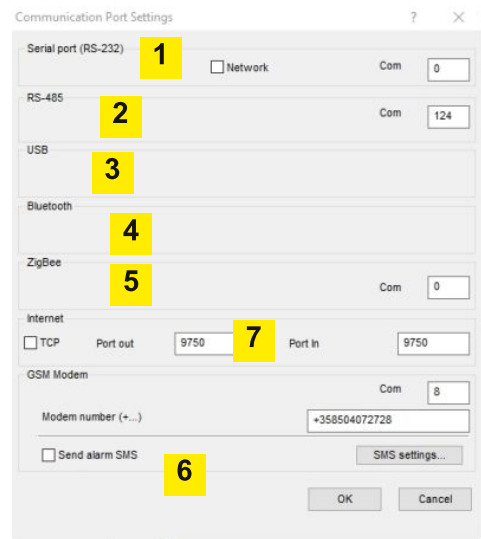 Communication Port Settings ? ×
Serial port (RS-232) 1
Network Com 0
RS-485
2 Com 124
USB
3
Bluetooth
4
ZigBee
5 Com 0
Internet
TCP Port out 9750 7 Port In 9750
GSM Modem
Com 8
Modem number (+...) +358504072728
Send alarm SMS SMS settings...
6
OK Cancel